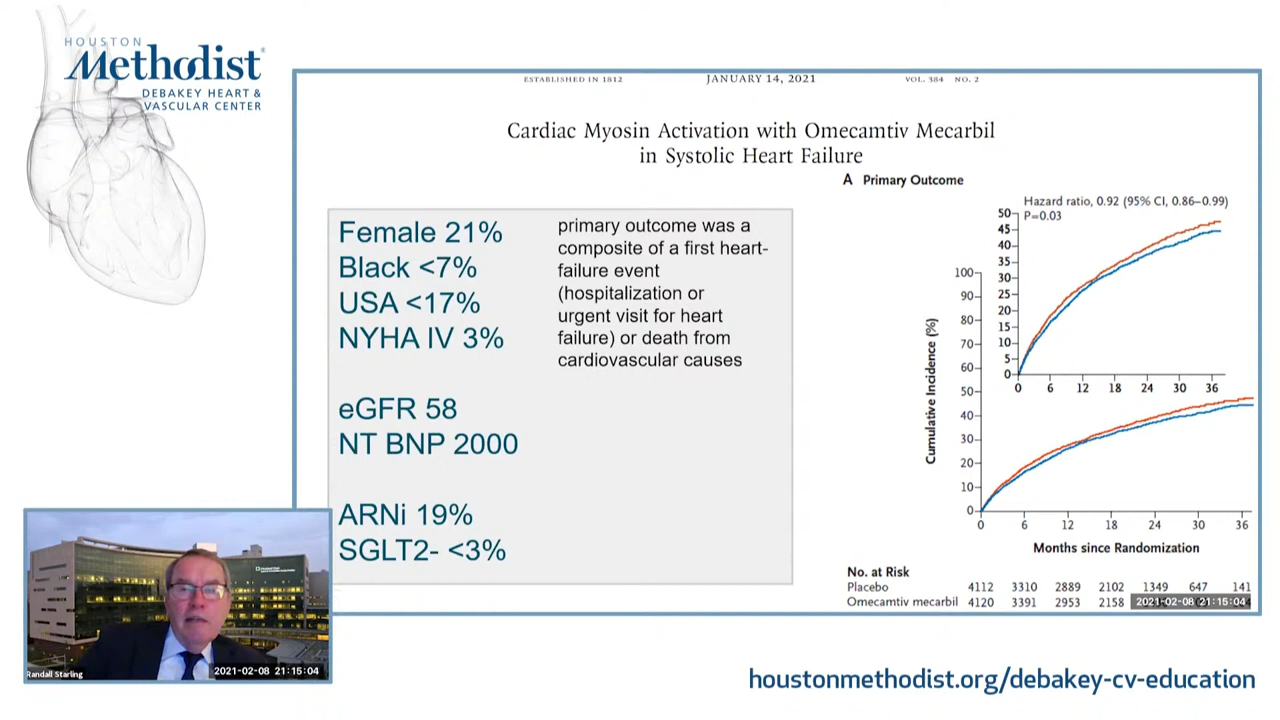 HOUSTON
Methodist
DEBAKEY HEART &
VASCULAR CENTER
ESTABLISHED IN 1812 JANUARY 14, 2021 VOL. 384 NO. 2
Cardiac Myosin Activation with Omecamtiv Mecarbil
in Systolic Heart Failure
Female 21%
Black <7%
USA <17%
NYHA IV 3%
eGFR 58
NT BNP 2000
ARNi 19%
SGLT2- <3%
primary outcome was a
composite of a first heart-
failure event
(hospitalization or
urgent visit for heart
failure) or death from
cardiovascular causes
A Primary Outcome
Hazard ratio, 0.92 (95% CI, 0.86–0.99)
P=0.03
50
45
40
35
30
25
20
15
10
5
0
0 6 12 18 24 30 36
Cumulative Incidence (%)
100
90
80
70
60
50
40
30
20
10
0
0 6 12 18 24 30 36
Months since Randomization
No. at Risk
Placebo 4112 3310 2889 2102 1349 647 141
Omecamtiv mecarbil 4120 3391 2953 2158
2021-02-08 21:15:04
Randall Starling
2021-02-08 21:15:04
houstonmethodist.org/debakey-cv-education